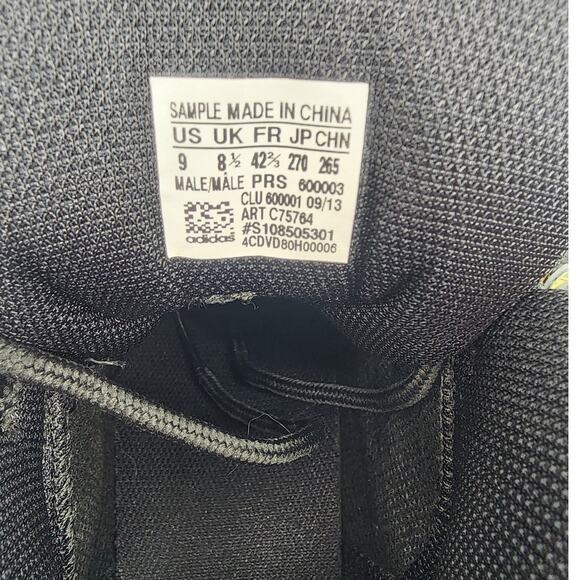 SAMPLE MADE IN CHINA
US UK FR JP CHN
9 8½ 42⅔ 270 265
MALE/MÂLE PRS 600003
CLU 600001 09/13
ART C75764
#S108505301
adidas 4CDVD80H00006